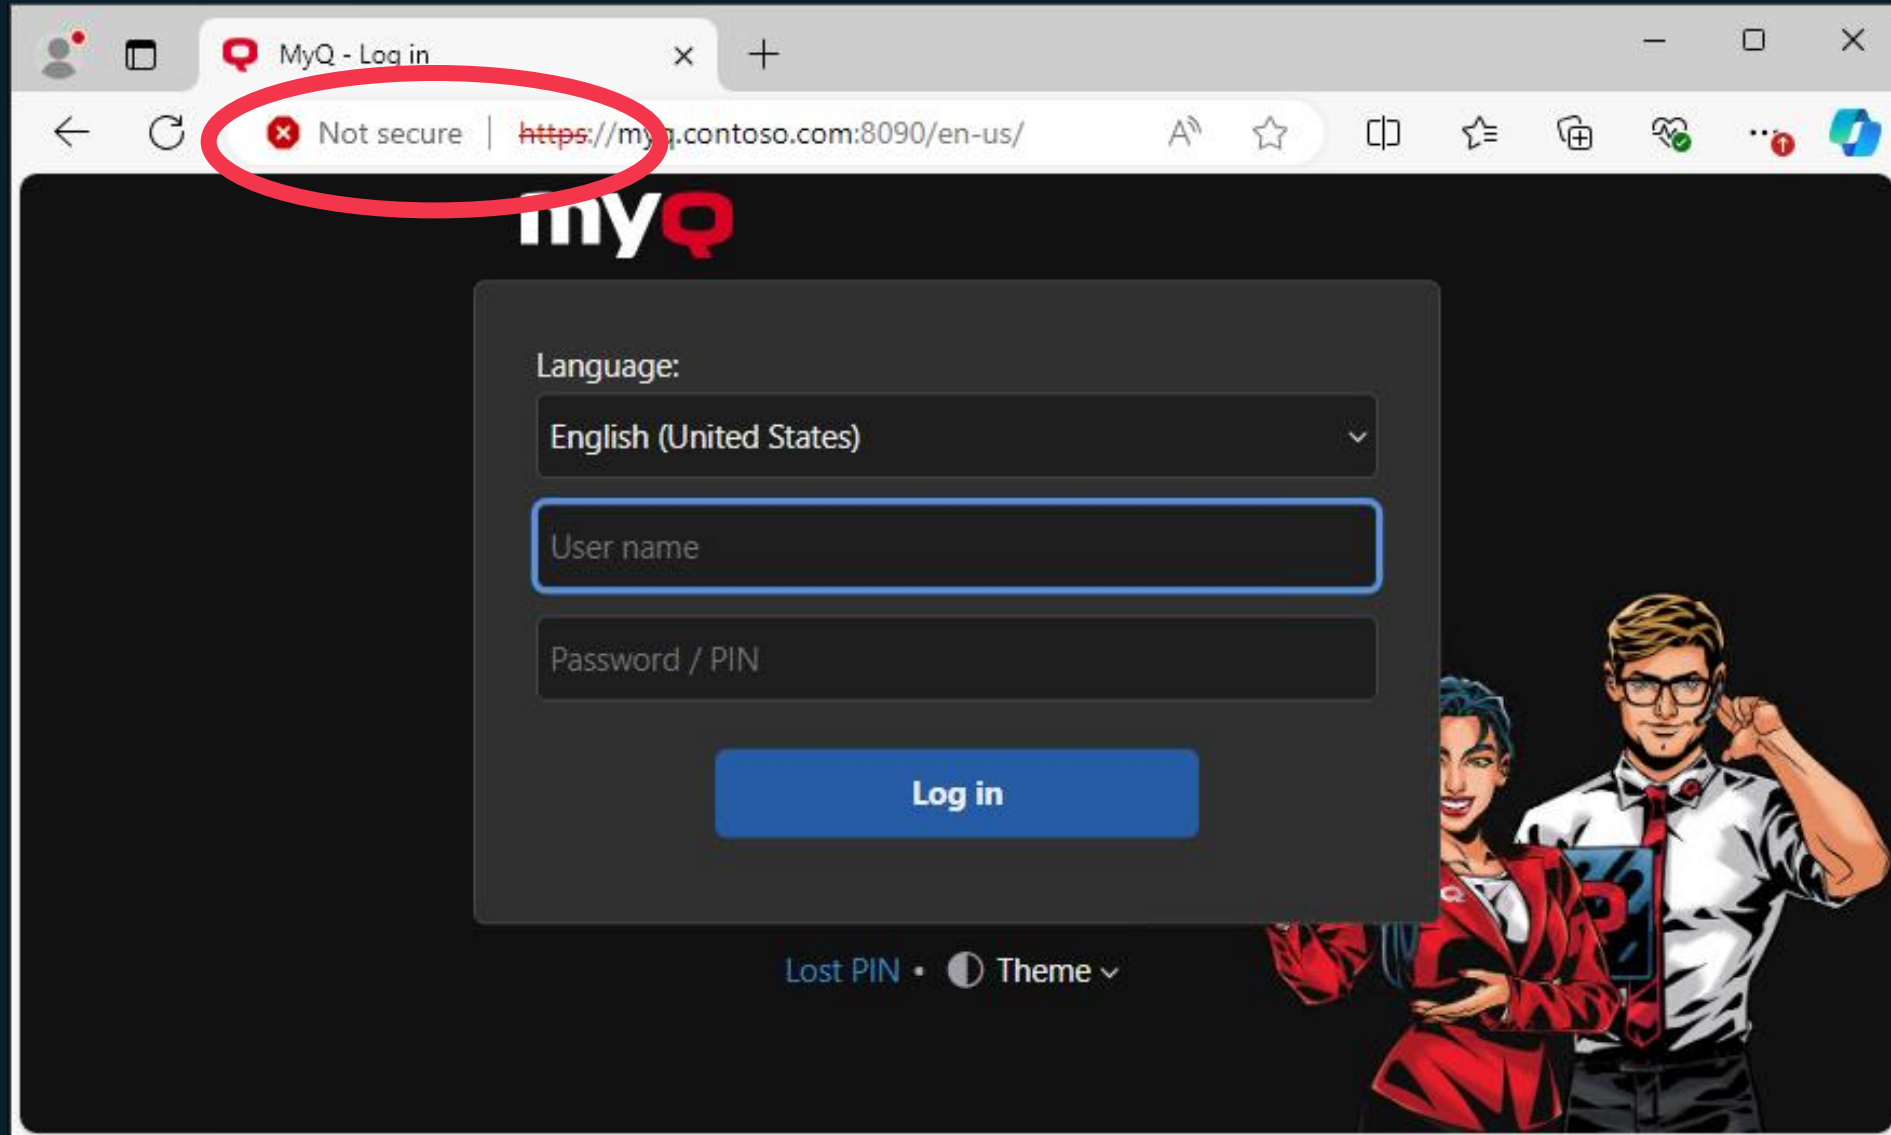 MyQ - Log in
Not secure | https://myq.contoso.com:8090/en-us/
myQ
Language:
English (United States)
User name
Password / PIN
Log in
Lost PIN • Theme